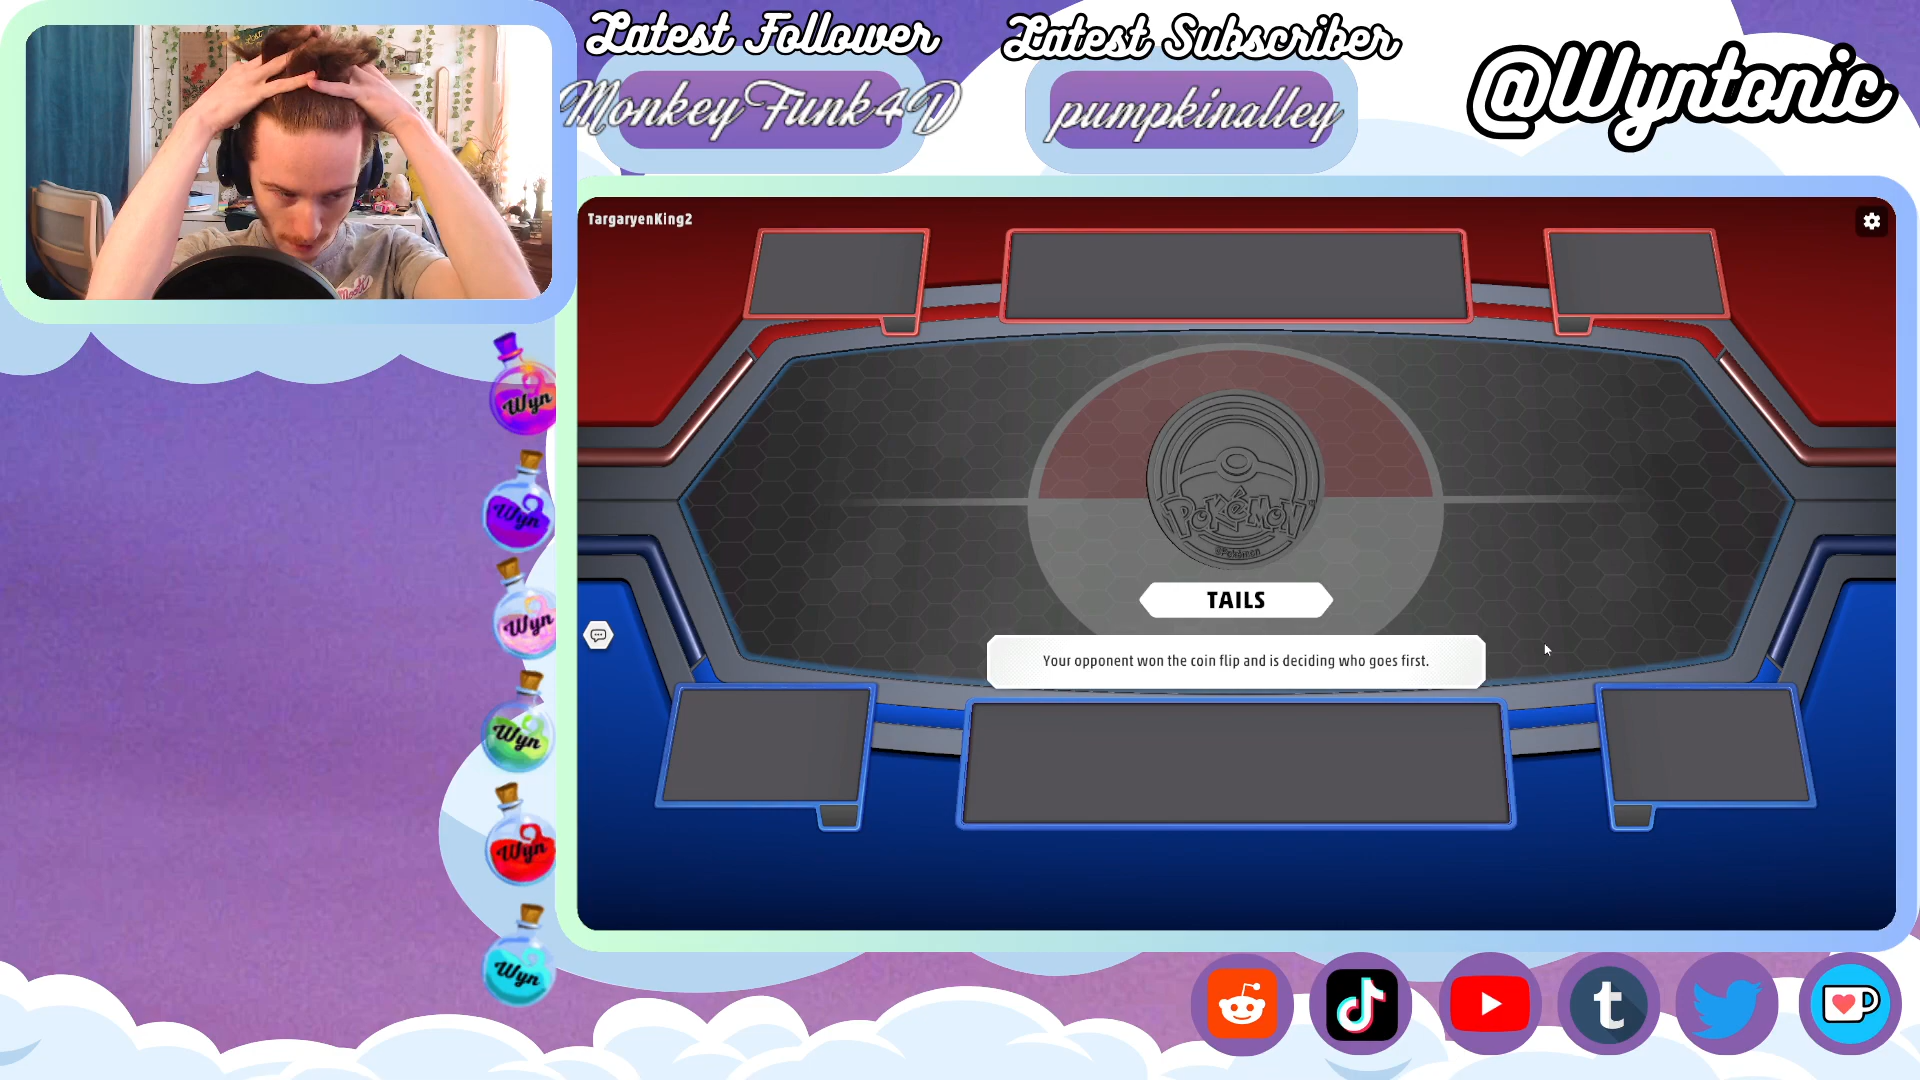 Latest Follower
MonkeyFunk4D
Latest Subscriber
pumpkinalley
@Wyntonic
TargaryenKing2
POKéMON
©Pokémon
TAILS
Your opponent won the coin flip and is deciding who goes first.
Wyn
Wyn
Wyn
Wyn
Wyn
Wyn